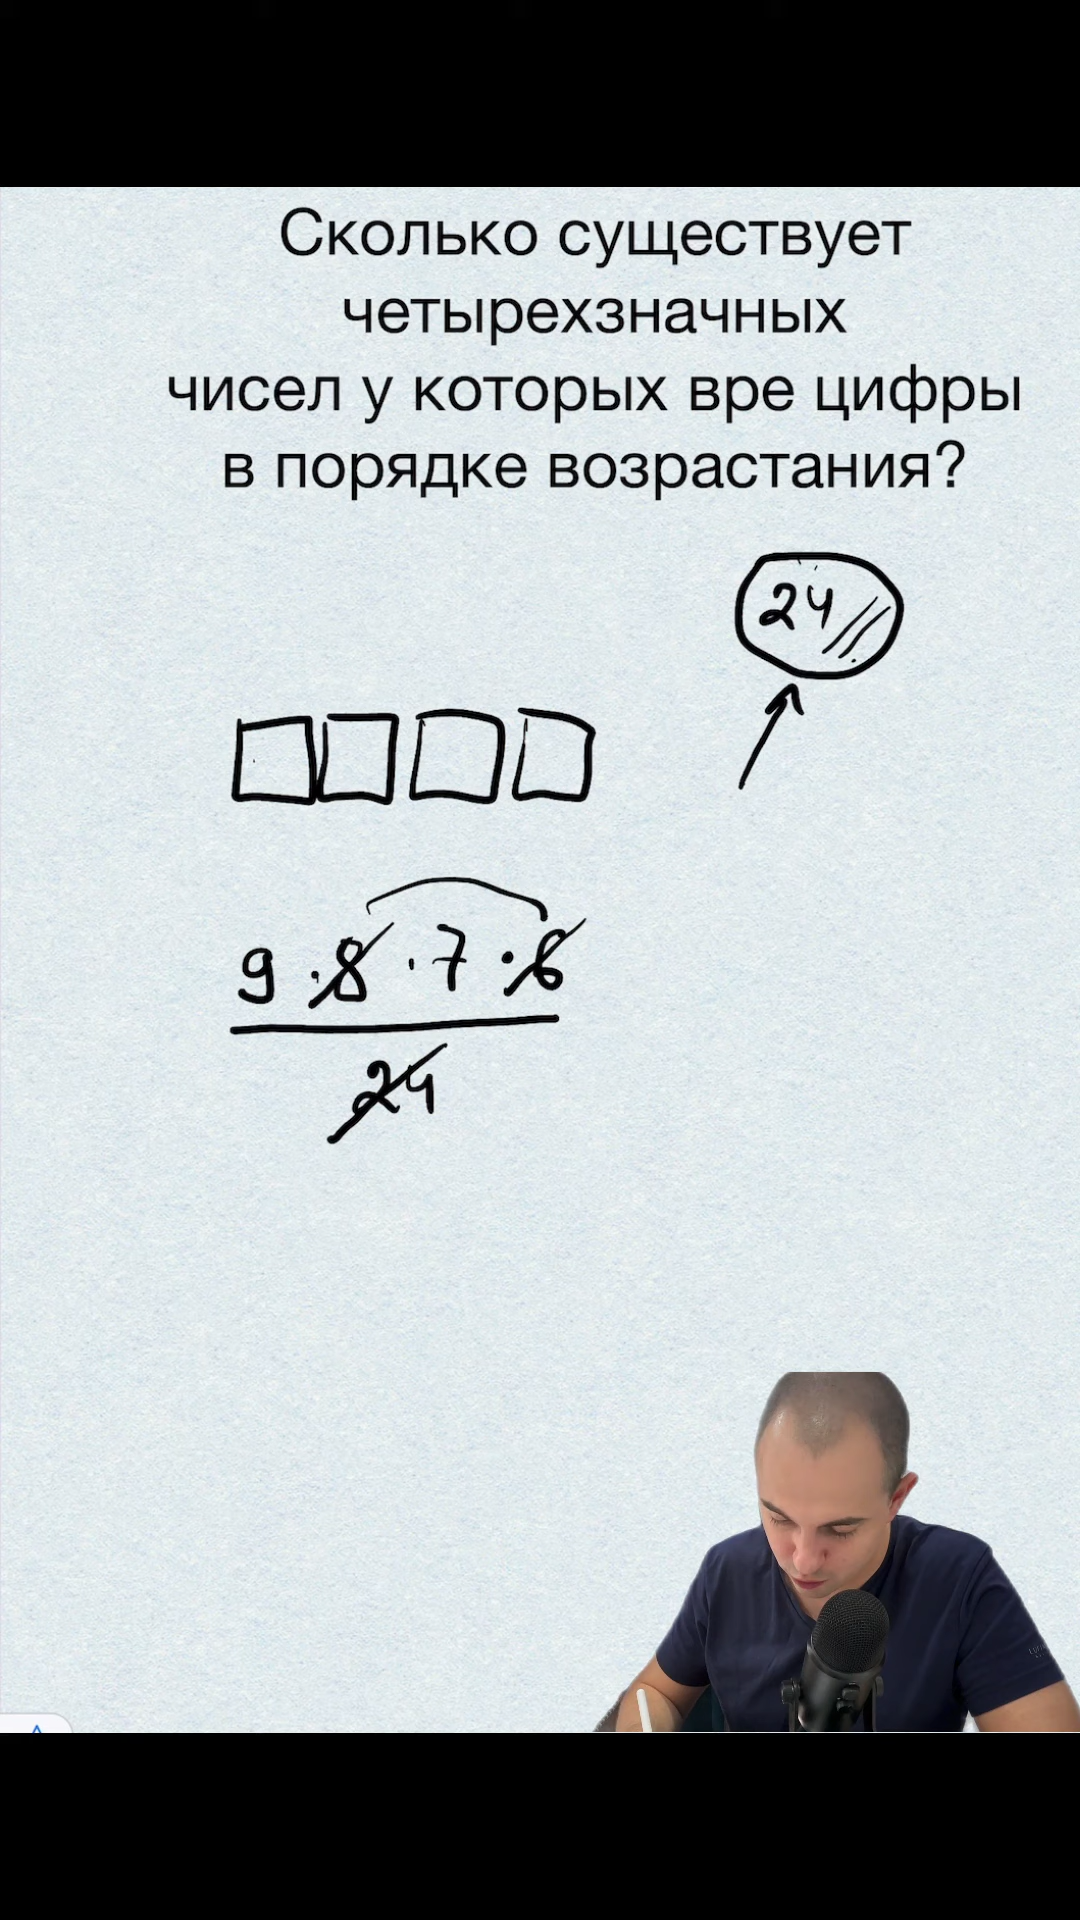 Сколько существует
четырехзначных
чисел у которых вре цифры
в порядке возрастания?
24
9 · 8 · 7 · 6
24